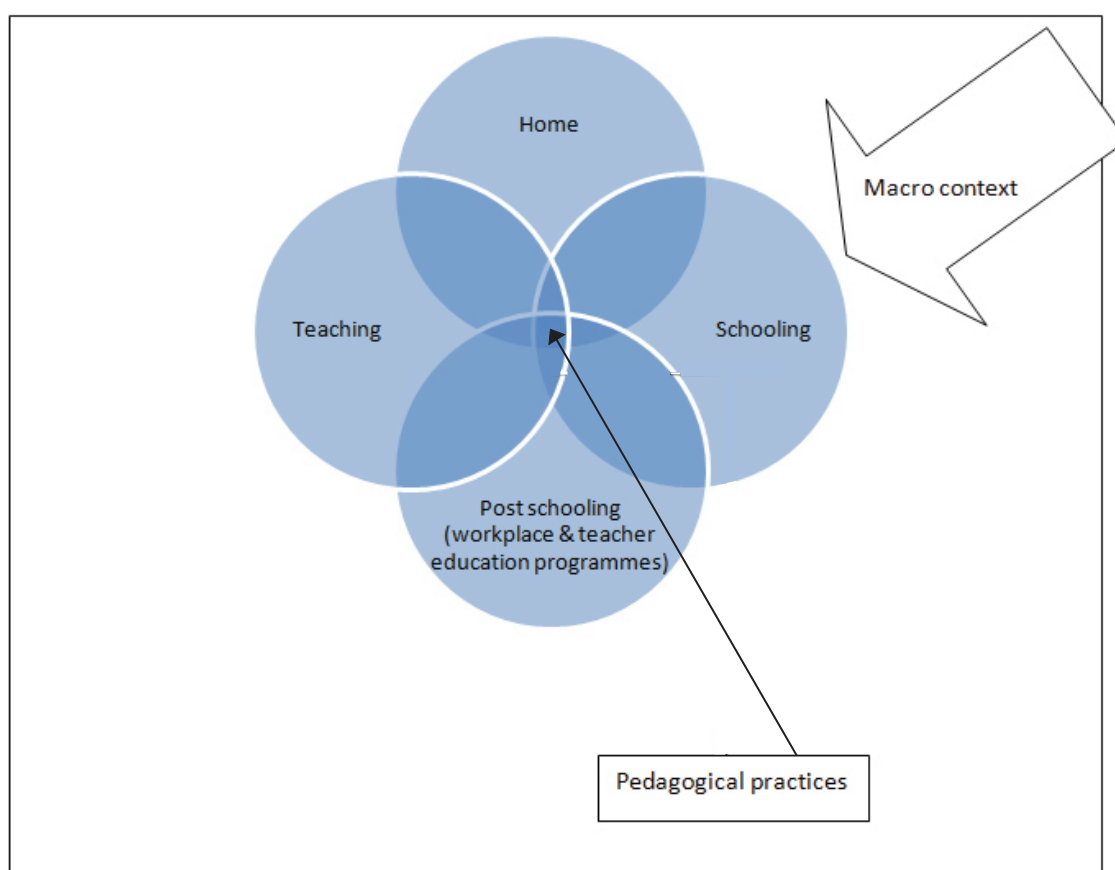 Home
Macro context
Teaching
Schooling
Post schooling
(workplace & teacher
education programmes)
Pedagogical practices